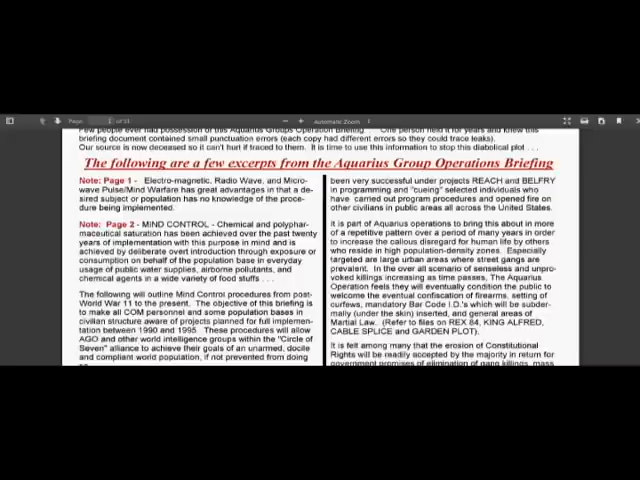 Page: of 31
Automatic Zoom
Few people ever had possession of this Aquarius Groups Operation Briefing One person held it for years and knew this
briefing document contained small punctuation errors (each copy had different errors so they could trace leaks).
Our source is now deceased so it can't hurt if traced to them. It is time to use this information to stop this diabolical plot . . .
The following are a few excerpts from the Aquarius Group Operations Briefing
Note: Page 1 - Electro-magnetic, Radio Wave, and Micro-
wave Pulse/Mind Warfare has great advantages in that a de-
sired subject or population has no knowledge of the proce-
dure being implemented.
Note: Page 2 - MIND CONTROL - Chemical and polyphar-
maceutical saturation has been achieved over the past twenty
years of implementation with this purpose in mind and is
achieved by deliberate overt introduction through exposure or
consumption on behalf of the population base in everyday
usage of public water supplies, airborne pollutants, and
chemical agents in a wide variety of food stuffs . . .
The following will outline Mind Control procedures from post-
World War 11 to the present. The objective of this briefing is
to make all COM personnel and some population bases in
civilian structure aware of projects planned for full implemen-
tation between 1990 and 1995. These procedures will allow
AGO and other world intelligence groups within the "Circle of
Seven" alliance to achieve their goals of an unarmed, docile
and compliant world population, if not prevented from doing
been very successful under projects REACH and BELFRY
in programming and "cueing" selected individuals who
have carried out program procedures and opened fire on
other civilians in public areas all across the United States.
It is part of Aquarius operations to bring this about in more
of a repetitive pattern over a period of many years in order
to increase the callous disregard for human life by others
who reside in high population-density zones. Especially
targeted are large urban areas where street gangs are
prevalent. In the over all scenario of senseless and unpro-
voked killings increasing as time passes, The Aquarius
Operation feels they will eventually condition the public to
welcome the eventual confiscation of firearms, setting of
curfews, mandatory Bar Code I.D.'s which will be subder-
mally (under the skin) inserted, and general areas of
Martial Law. (Refer to files on REX 84, KING ALFRED,
CABLE SPLICE and GARDEN PLOT).
It is felt among many that the erosion of Constitutional
Rights will be readily accepted by the majority in return for
government promises of elimination of gang killings, mass